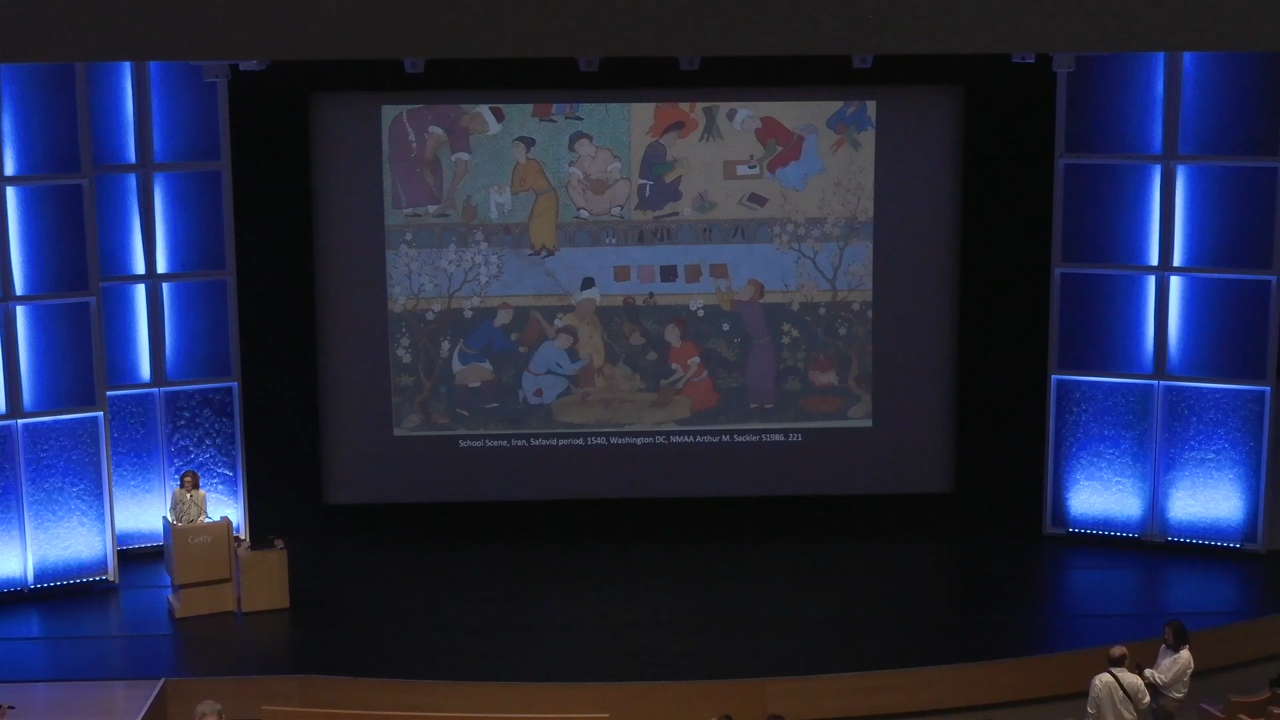 School Scene, Iran, Safavid period, 1540, Washington DC, NMAA Arthur M. Sackler S1986. 221
Getty